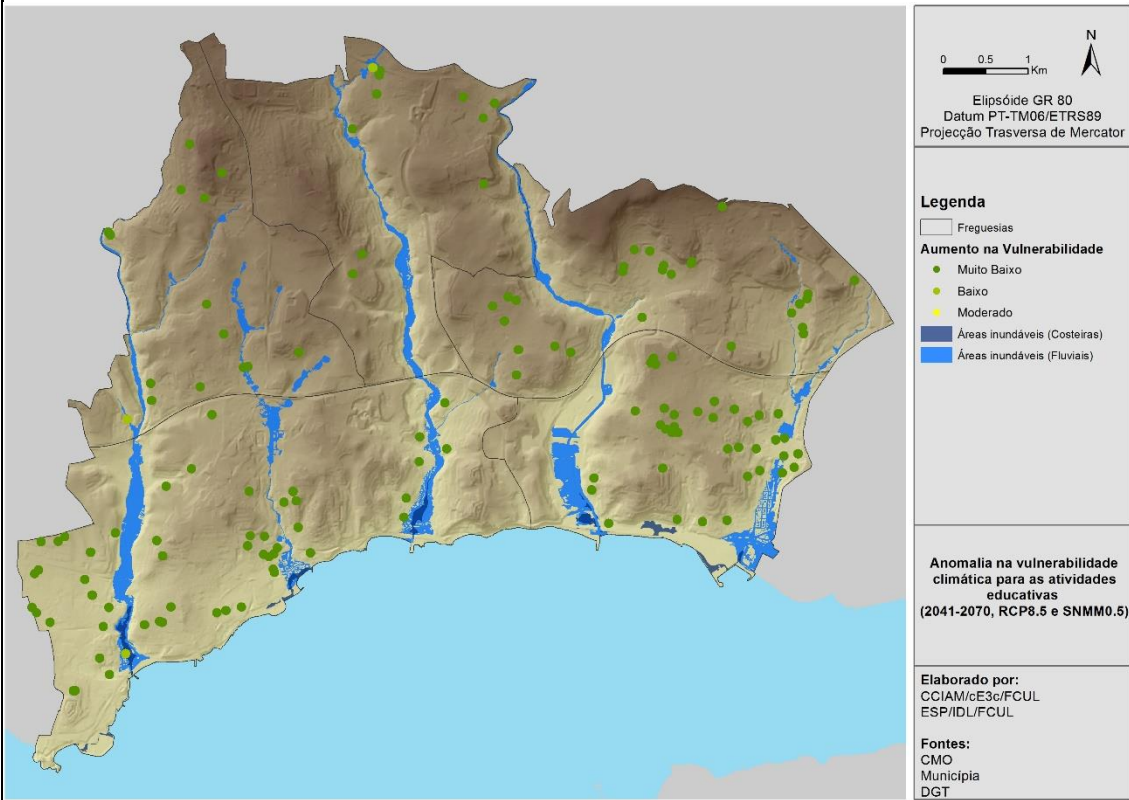 N
0 0.5 1
Km
Elipsóide GR 80
Datum PT-TM06/ETRS89
Projecção Trasversa de Mercator
Legenda
Freguesias
Aumento na Vulnerabilidade
Muito Baixo
Baixo
Moderado
Áreas inundáveis (Costeiras)
Áreas inundáveis (Fluviais)
Anomalia na vulnerabilidade
climática para as atividades
educativas
(2041-2070, RCP8.5 e SNMM0.5)
Elaborado por:
CCIAM/cE3c/FCUL
ESP/IDL/FCUL
Fontes:
CMO
Municípia
DGT